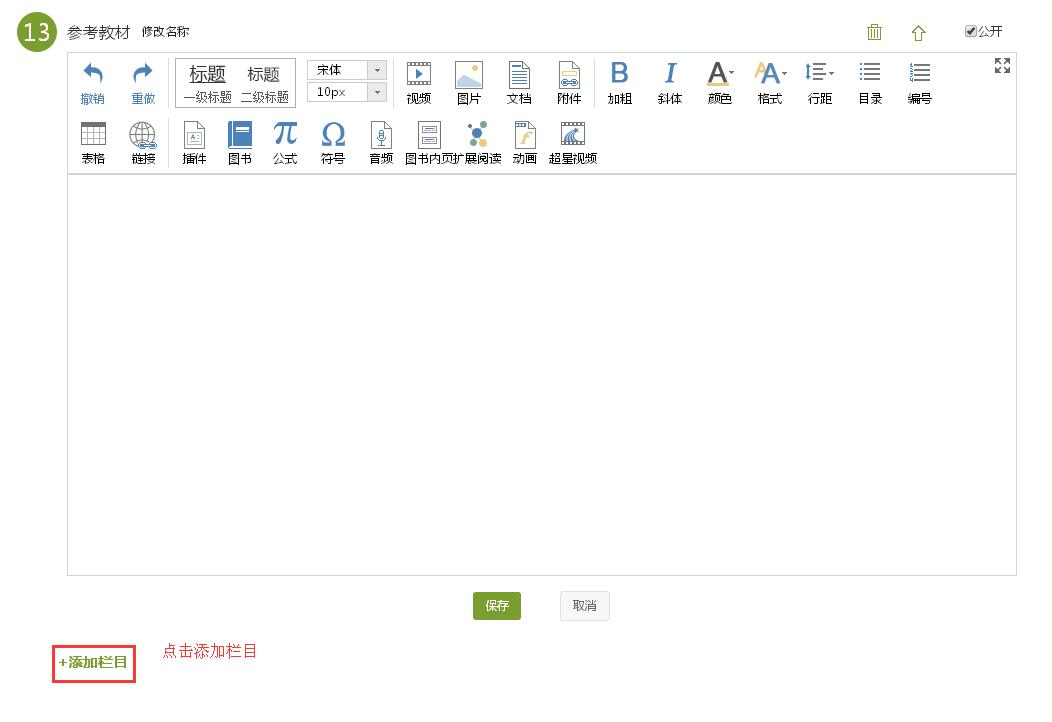 13 参考教材 修改名称 公开
标题 标题 宋体
撤销 重做 一级标题 二级标题 10px 视频 图片 文档 附件 加粗 斜体 颜色 格式 行距 目录 编号
表格 链接 插件 图书 公式 符号 音频 图书内页 扩展阅读 动画 超星视频
保存 取消
点击添加栏目
+添加栏目